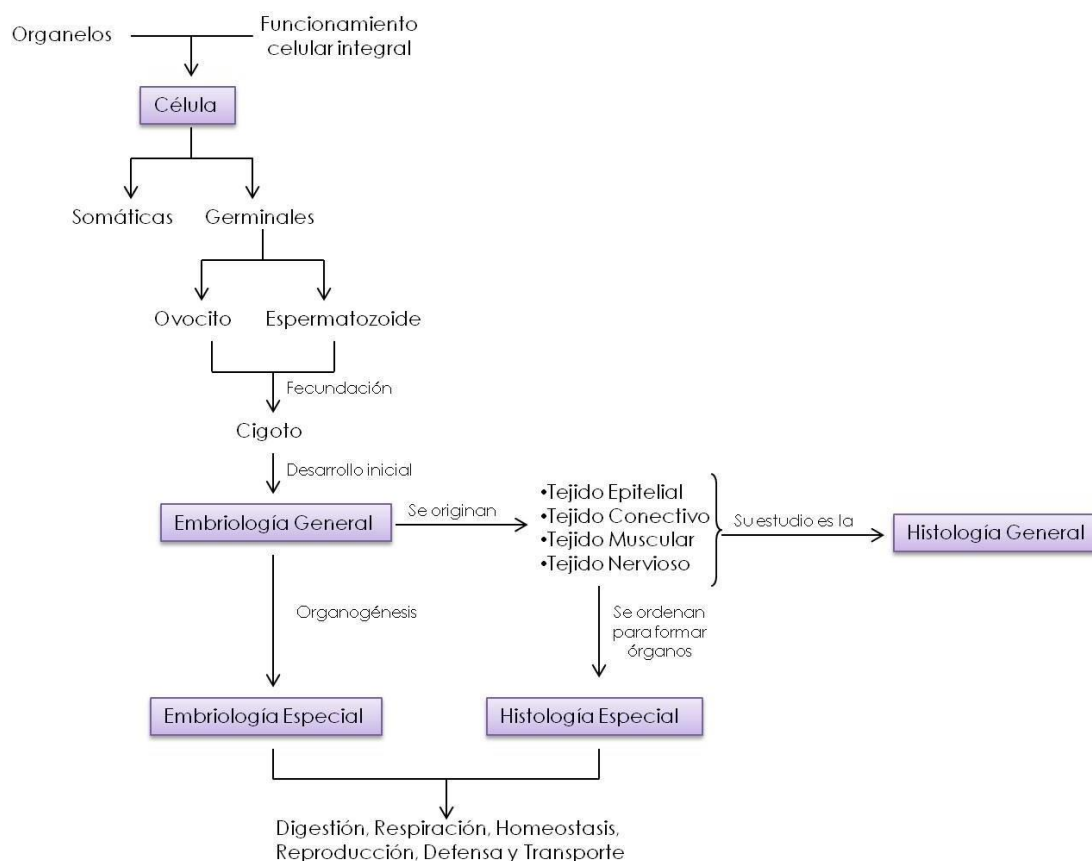 Organelos
Funcionamiento
celular integral
Célula
Somáticas
Germinales
Ovocito
Espermatozoide
Fecundación
Cigoto
Desarrollo inicial
Embriología General
Se originan
•Tejido Epitelial
•Tejido Conectivo
•Tejido Muscular
•Tejido Nervioso
Su estudio es la
Histología General
Organogénesis
Se ordenan
para formar
órganos
Embriología Especial
Histología Especial
Digestión, Respiración, Homeostasis,
Reproducción, Defensa y Transporte